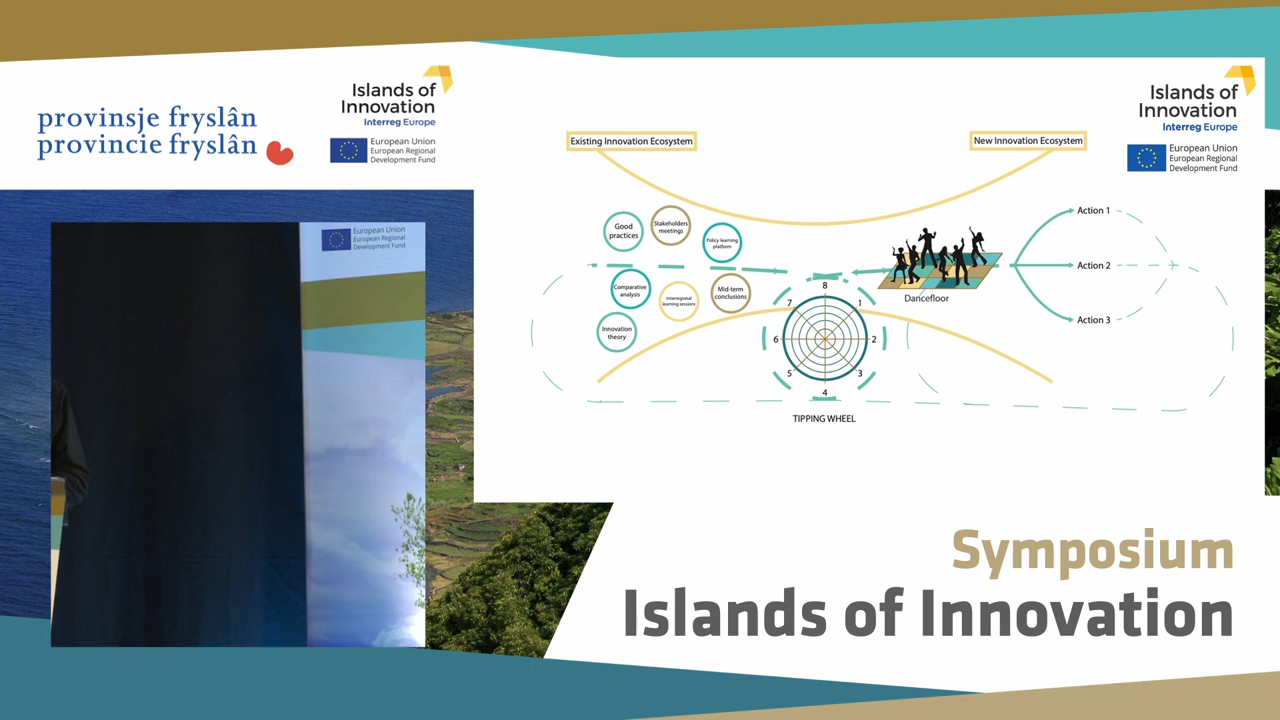 provinsje fryslân
provincie fryslân
Islands of
Innovation
Interreg Europe
European Union
European Regional
Development Fund
European Union
European Regional
Development Fund
Islands of
Innovation
Interreg Europe
European Union
European Regional
Development Fund
Existing Innovation Ecosystem
New Innovation Ecosystem
Good
practices
Stakeholders
meetings
Policy learning
platform
Comparative
analysis
Interregional
learning sessions
Mid-term
conclusions
Innovation
theory
8
1
2
3
4
5
6
7
TIPPING WHEEL
Dancefloor
Action 1
Action 2
Action 3
Symposium
Islands of Innovation